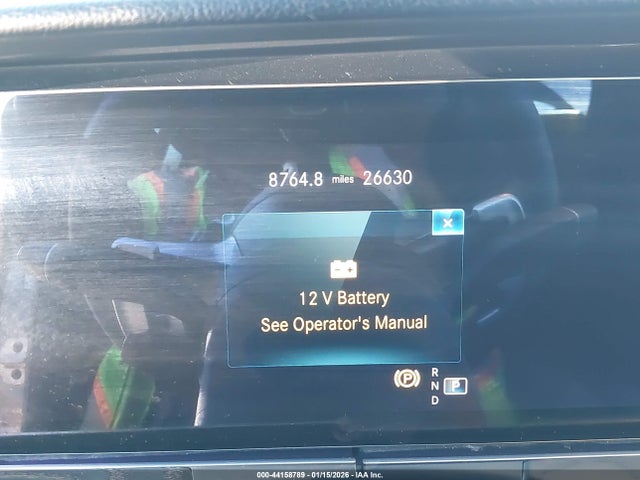 8764.8 miles 26630
X
12 V Battery
See Operator's Manual
(P) R
N P
D
000-44158789 - 01/15/2026 - IAA Inc.